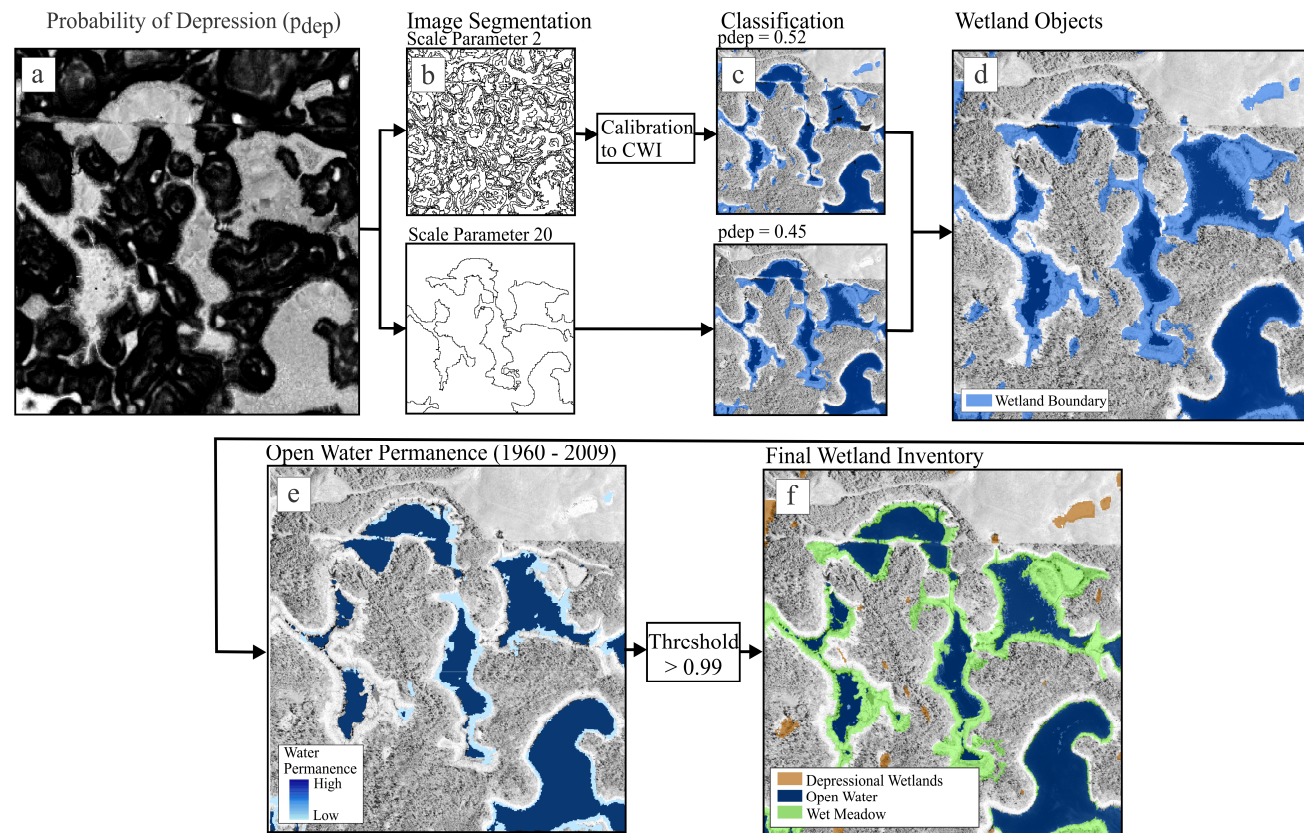 Probability of Depression (pdep)
Image Segmentation
Scale Parameter 2
Classification
pdep = 0.52
Wetland Objects
a
b
c
d
Calibration
to CWI
Scale Parameter 20
pdep = 0.45
Wetland Boundary
Open Water Permanence (1960 - 2009)
Final Wetland Inventory
e
f
Threshold
> 0.99
Water
Permanence
High
Low
Depressional Wetlands
Open Water
Wet Meadow